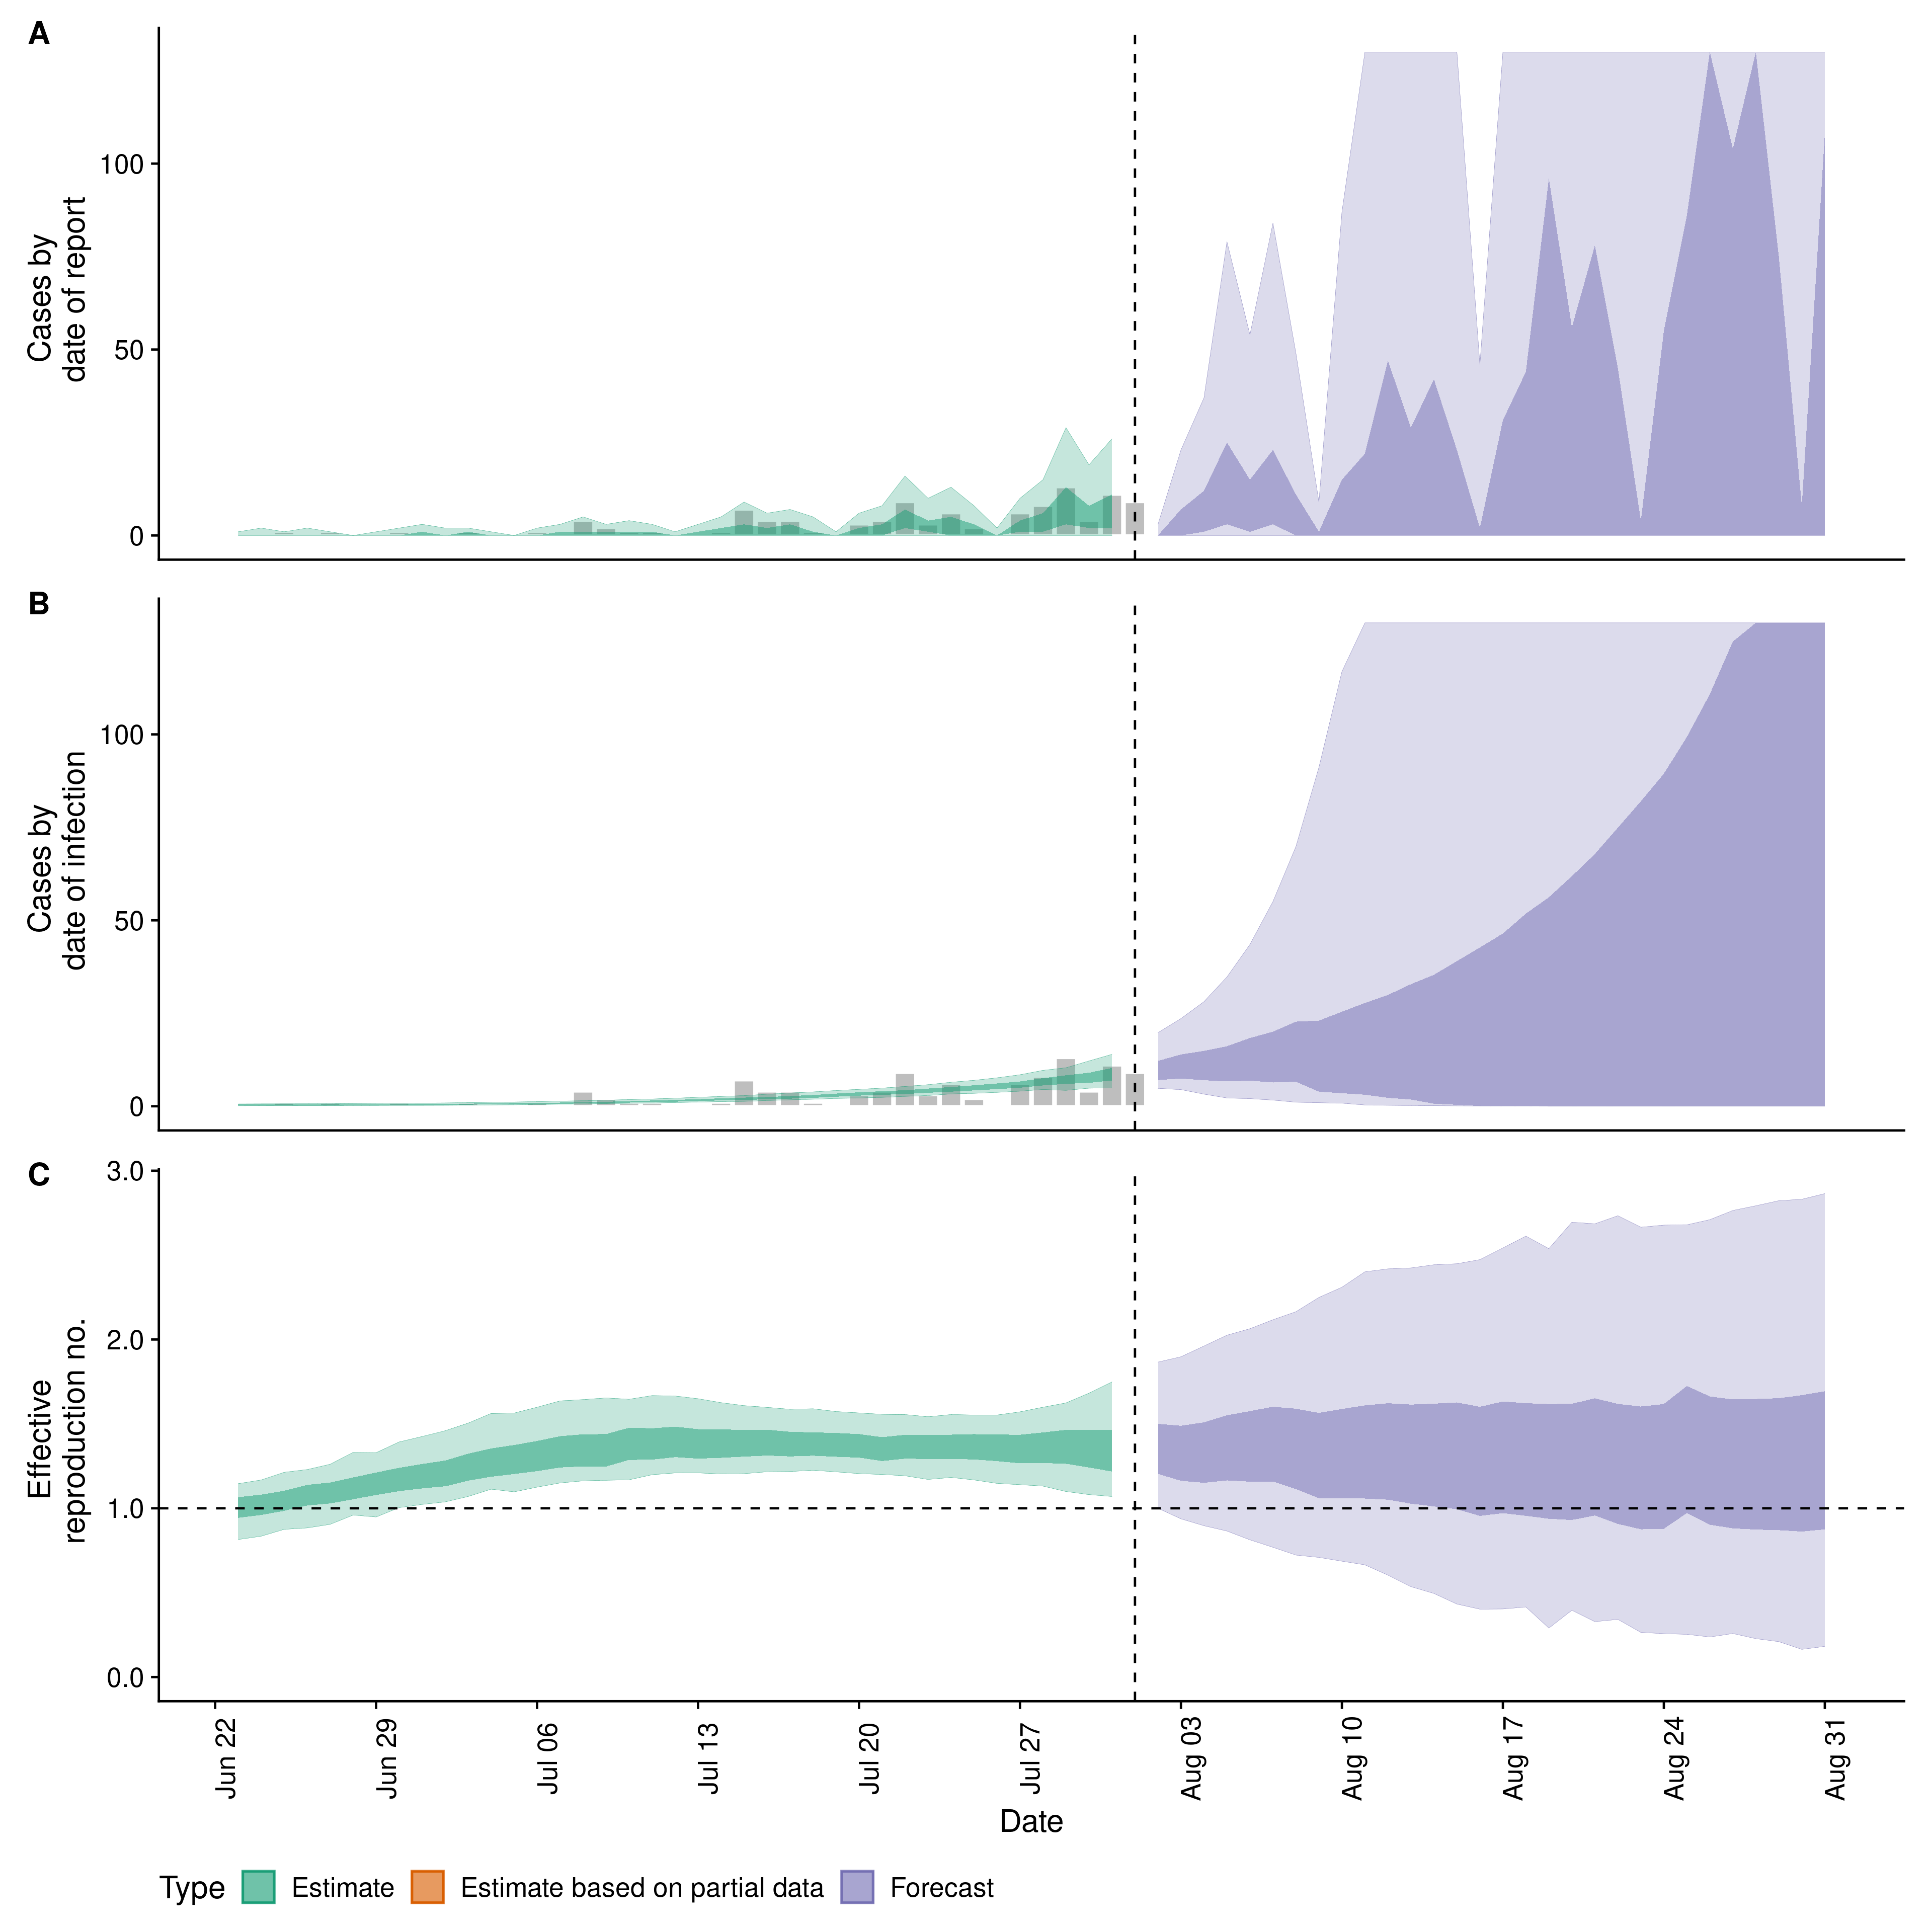 A
Cases by
date of report
100
50
0
B
Cases by
date of infection
100
50
0
C
Effective
reproduction no.
3.0
2.0
1.0
0.0
Jun 22
Jun 29
Jul 06
Jul 13
Jul 20
Jul 27
Aug 03
Aug 10
Aug 17
Aug 24
Aug 31
Date
Type Estimate Estimate based on partial data Forecast